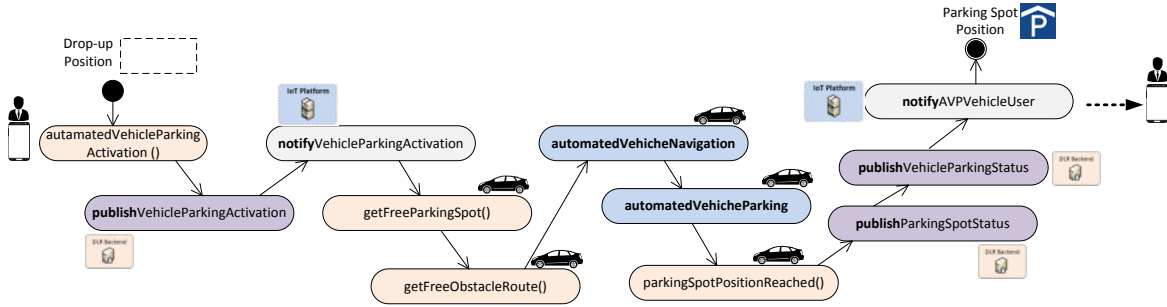 Drop-up
Position
autamatedVehicleParking
Activation ()
publishVehicleParkingActivation
DLR Backend
IoT Platform
notifyVehicleParkingActivation
getFreeParkingSpot()
getFreeObstacleRoute()
automatedVehicheNavigation
automatedVehicheParking
parkingSpotPositionReached()
publishParkingSpotStatus
DLR Backend
publishVehicleParkingStatus
DLR Backend
IoT Platform
notifyAVPVehicleUser
Parking Spot
Position
P